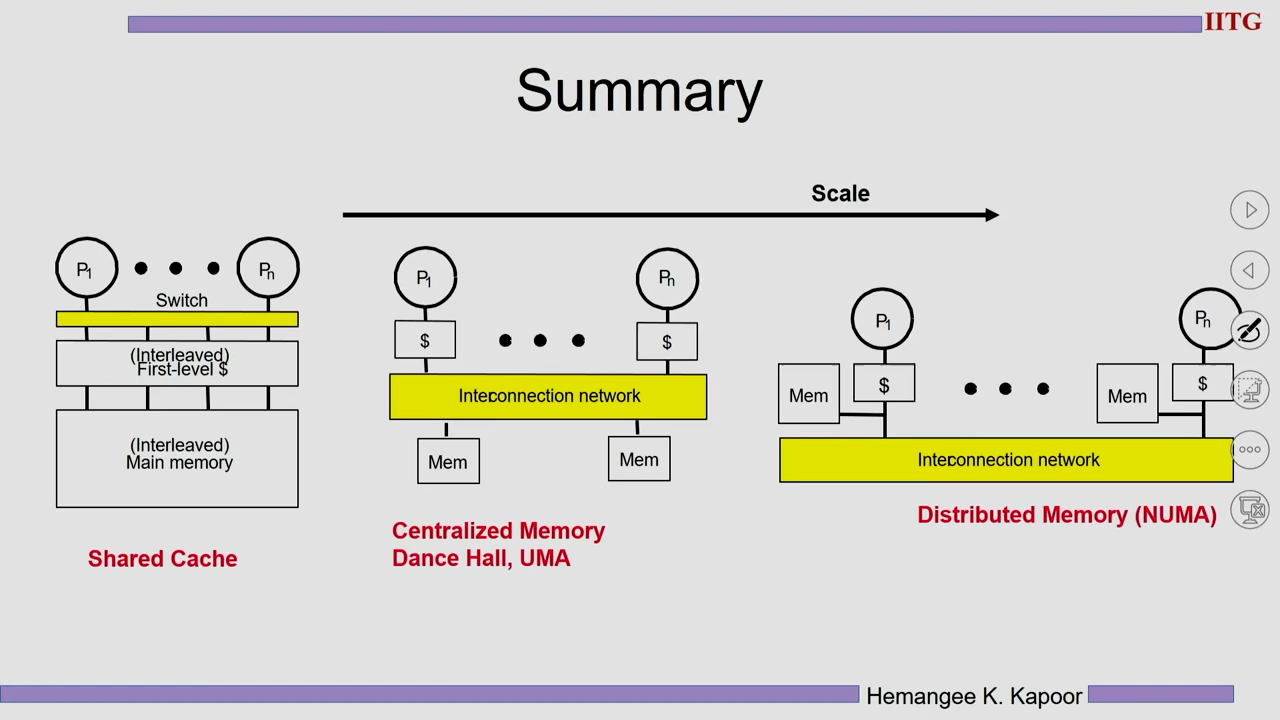 IITG
Summary
Scale
P1
Pn
Switch
(Interleaved)
First-level $
(Interleaved)
Main memory
Shared Cache
P1
Pn
$
$
Interconnection network
Mem
Mem
Centralized Memory
Dance Hall, UMA
P1
Pn
Mem
$
Mem
$
Interconnection network
Distributed Memory (NUMA)
Hemangee K. Kapoor